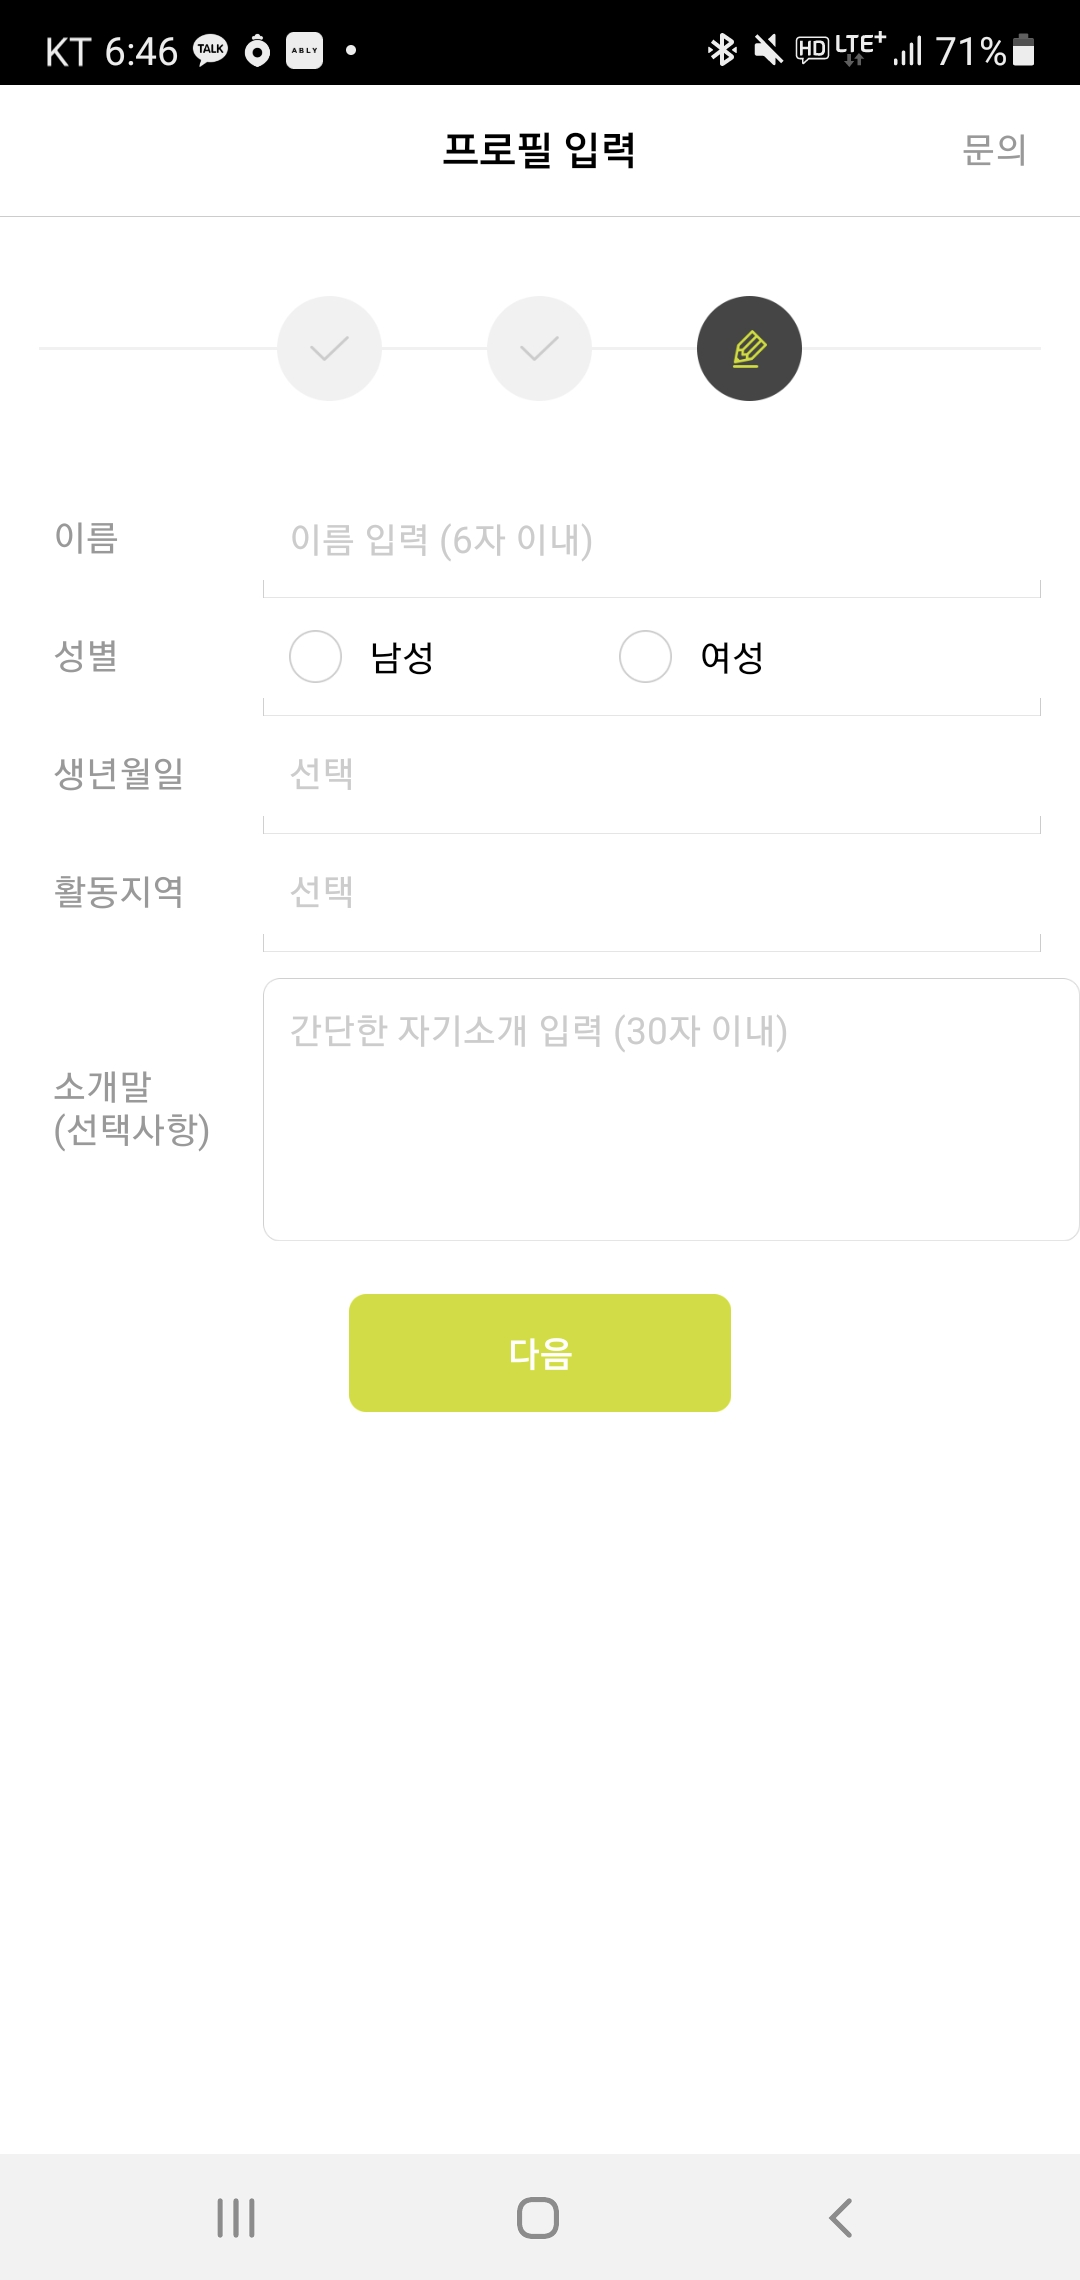 KT 6:46 TALK ABLY HD LTE+ 71%
프로필 입력 문의
이름 이름 입력 (6자 이내)
성별 남성 여성
생년월일 선택
활동지역 선택
간단한 자기소개 입력 (30자 이내)
소개말
(선택사항)
다음